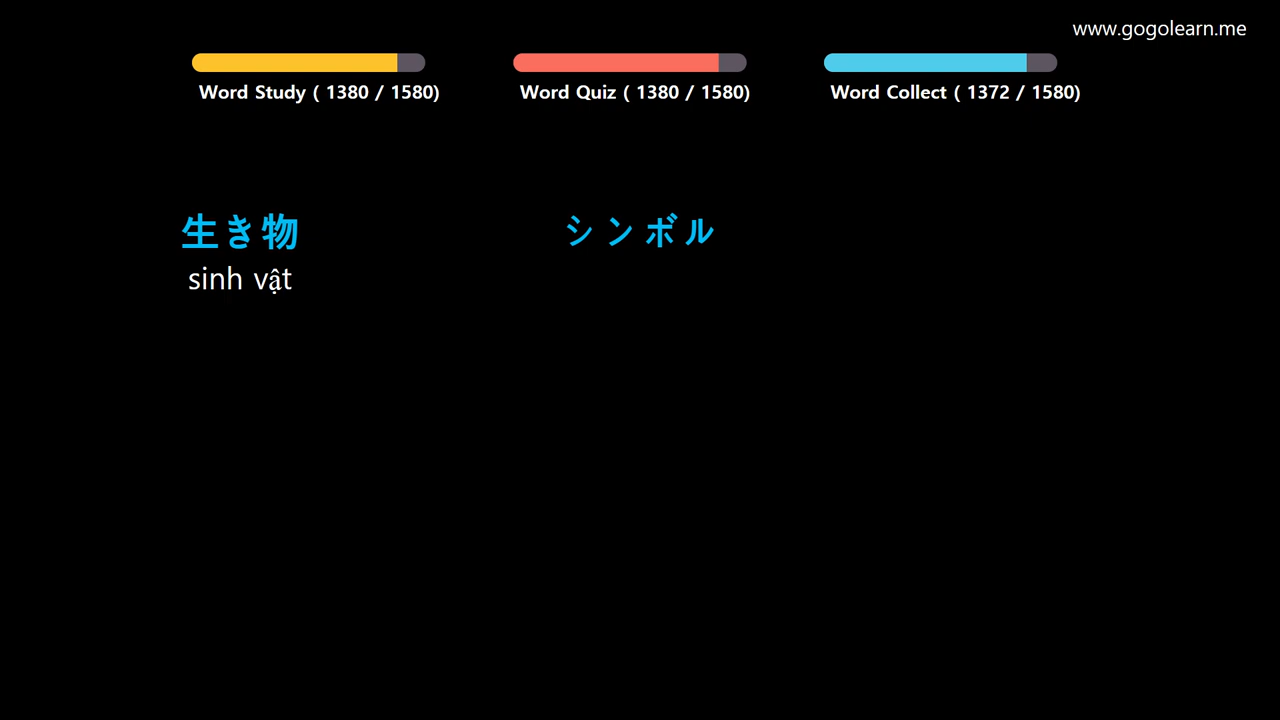 www.gogolearn.me
Word Study ( 1380 / 1580)
Word Quiz ( 1380 / 1580)
Word Collect ( 1372 / 1580)
生き物
sinh vật
シンボル